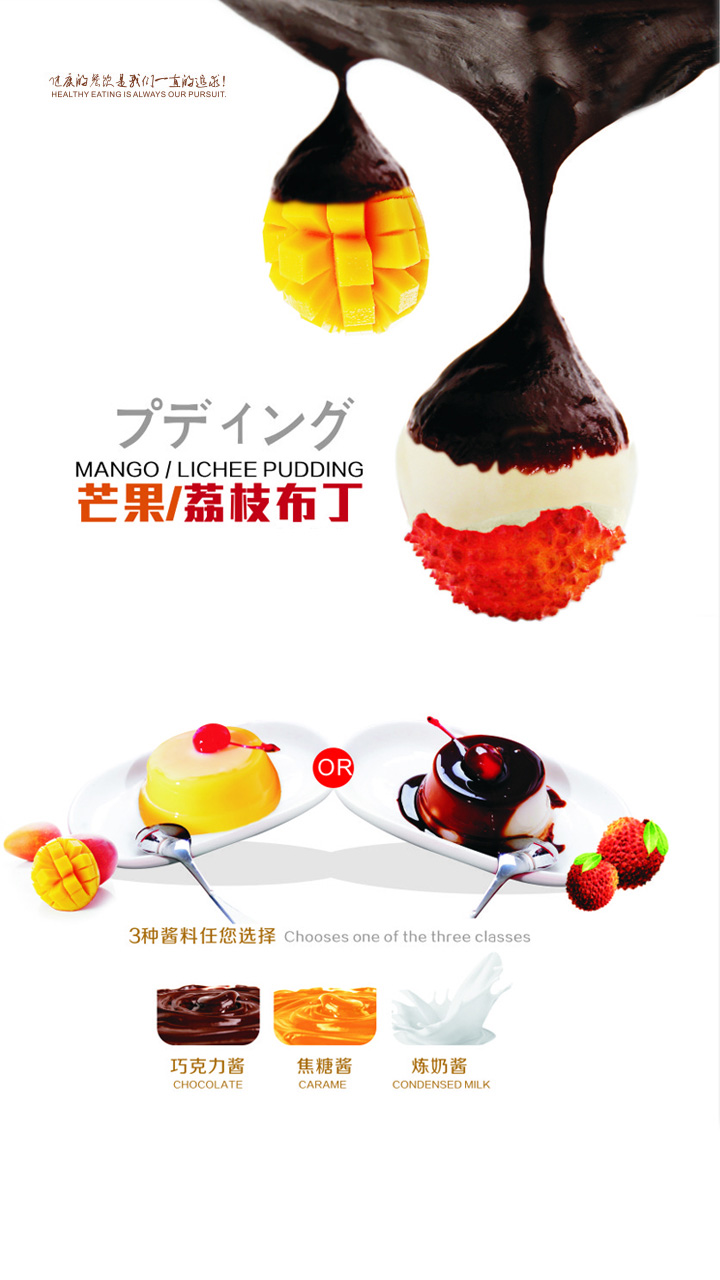 健康的餐饮是我们一直的追求!
HEALTHY EATING IS ALWAYS OUR PURSUIT.
プディング
MANGO / LICHEE PUDDING
芒果/荔枝布丁
OR
3种酱料任您选择 Chooses one of the three classes
巧克力酱 焦糖酱 炼奶酱
CHOCOLATE CARAME CONDENSED MILK